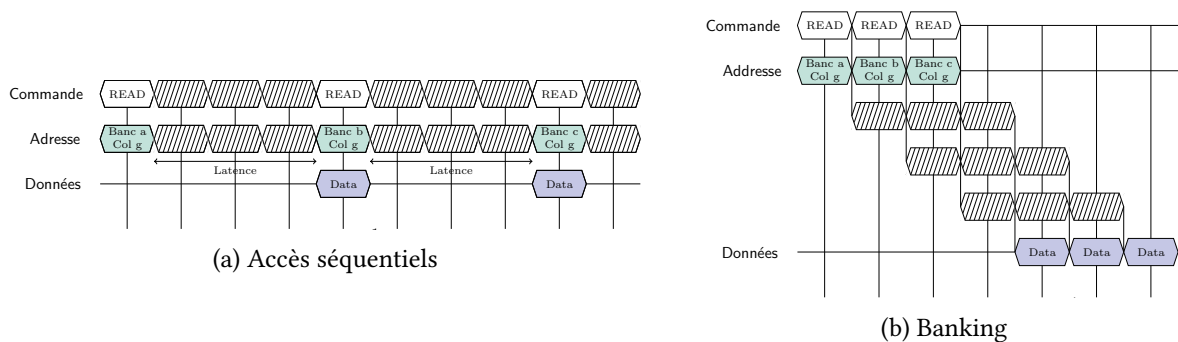 Commande READ READ READ
Adresse Banc a Banc b Banc c
Col g Col g Col g
Latence Latence
Données Data Data
(a) Accès séquentiels
Commande READ READ READ
Addresse Banc a Banc b Banc c
Col g Col g Col g
Données Data Data Data
(b) Banking